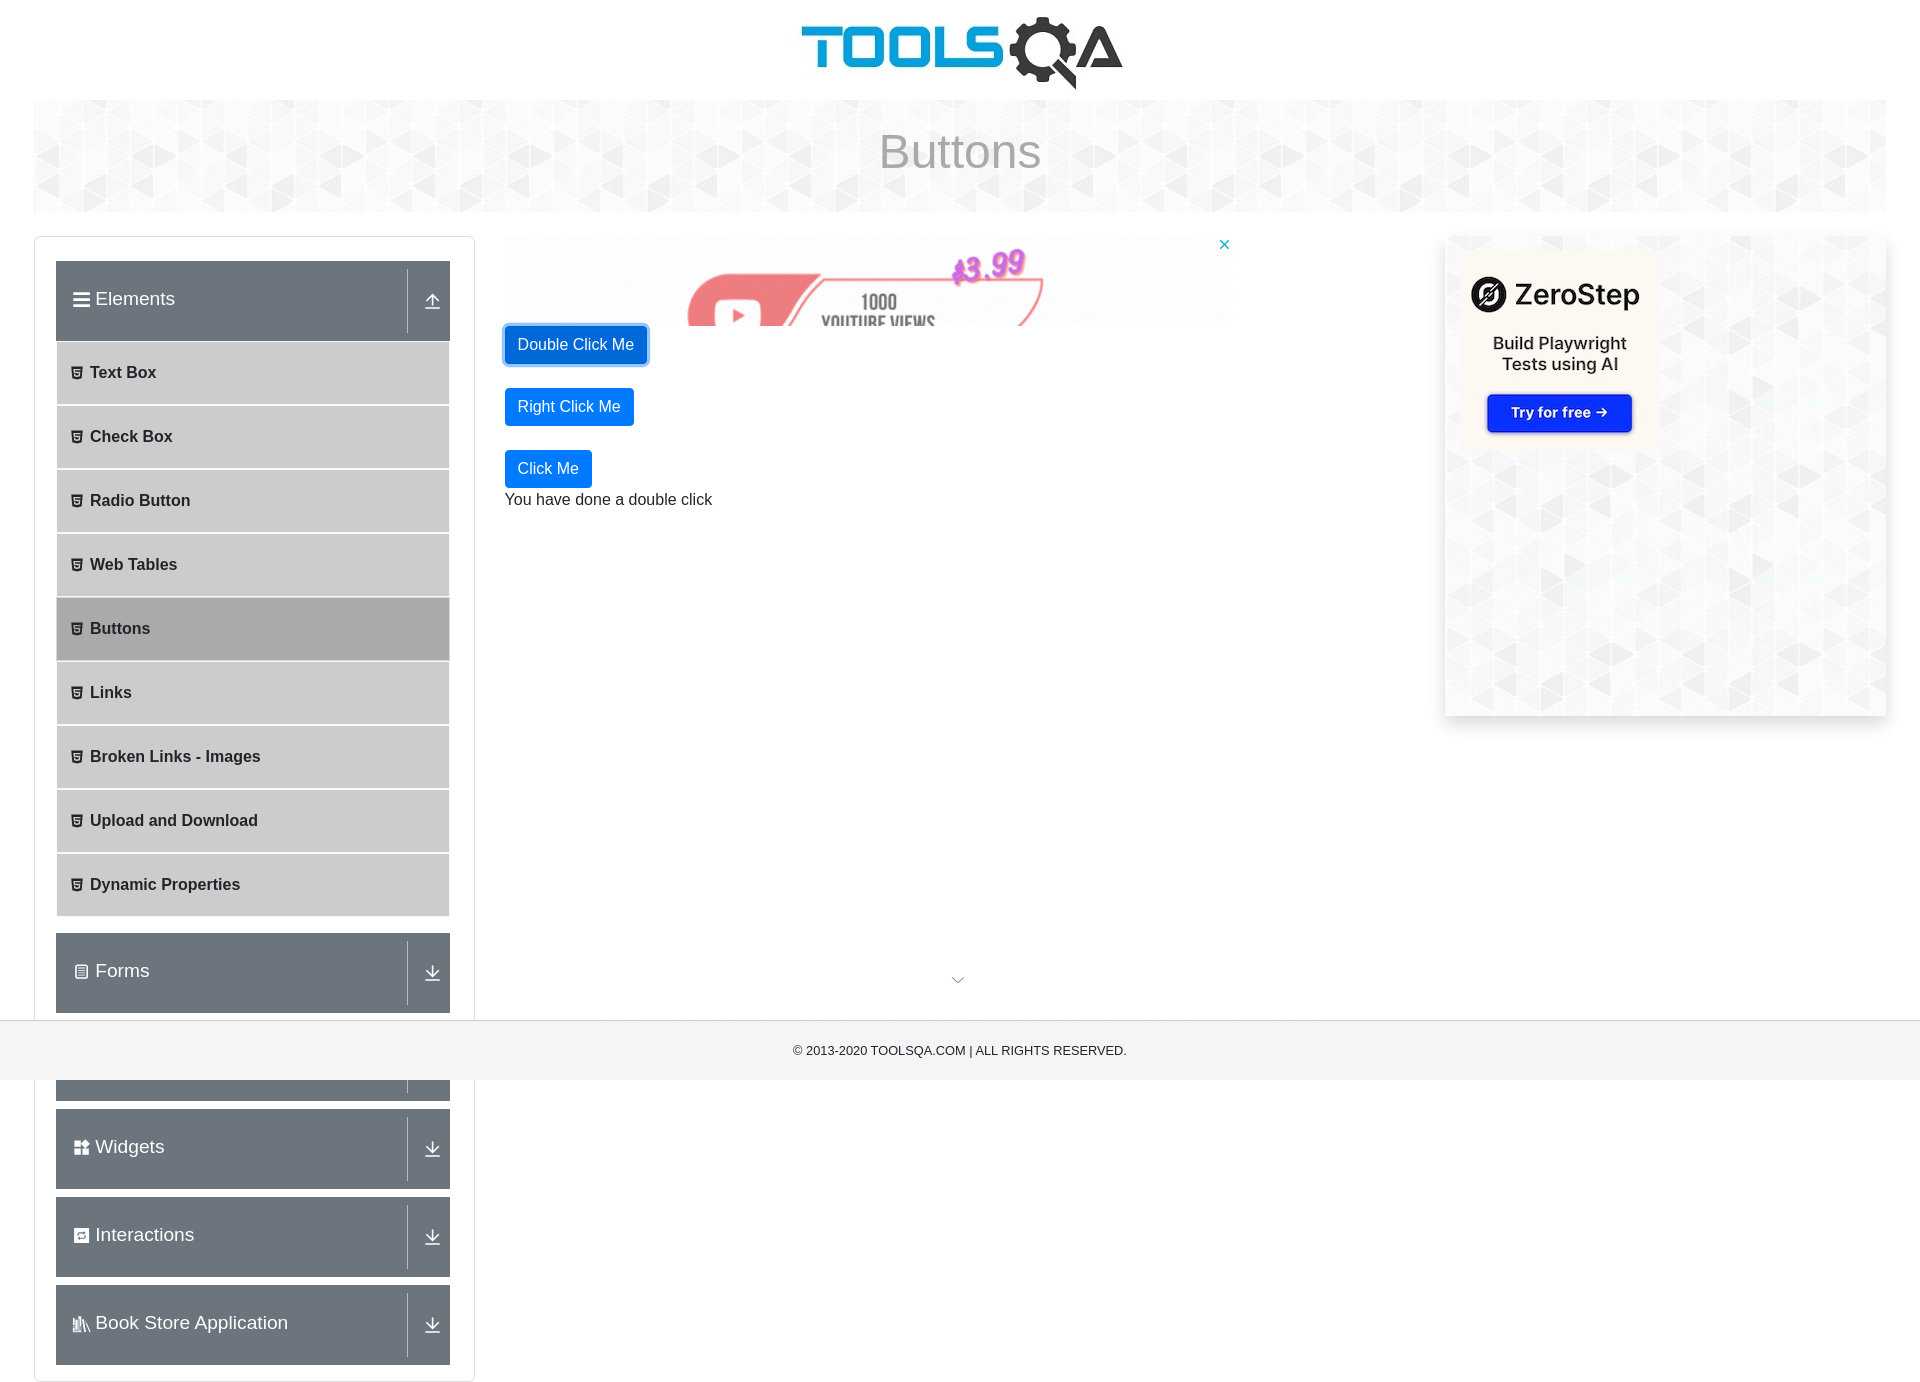 TOOLSQA
Buttons
Elements
Text Box
Check Box
Radio Button
Web Tables
Buttons
Links
Broken Links - Images
Upload and Download
Dynamic Properties
Forms
Widgets
Interactions
Book Store Application
$3.99
1000
YOUTUBE VIEWS
Double Click Me
Right Click Me
Click Me
You have done a double click
ZeroStep
Build Playwright
Tests using AI
Try for free →
© 2013-2020 TOOLSQA.COM | ALL RIGHTS RESERVED.